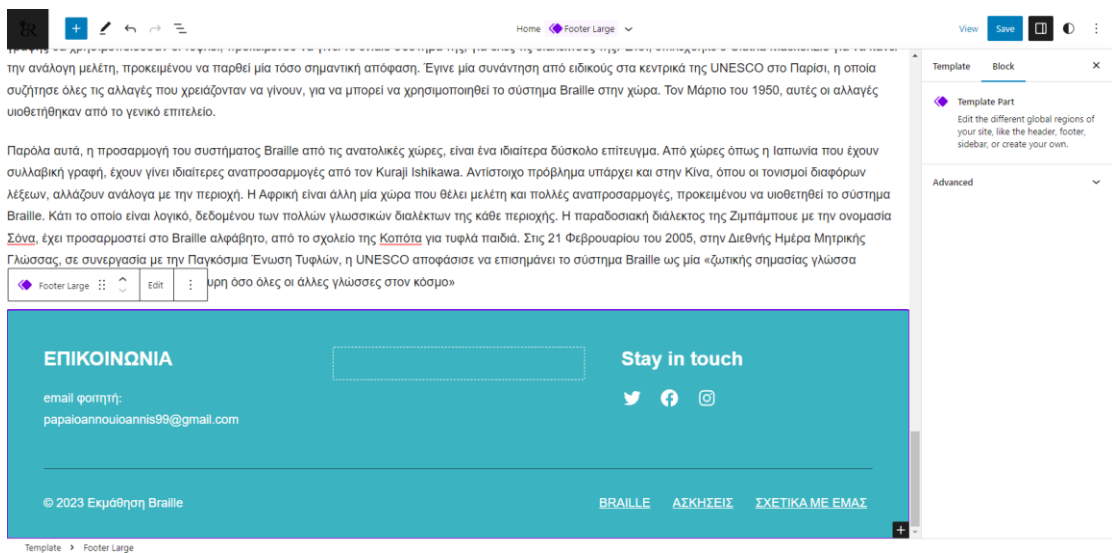 Home Footer Large
View Save
την ανάλογη μελέτη, προκειμένου να παρθεί μία τόσο σημαντική απόφαση. Έγινε μία συνάντηση από ειδικούς στα κεντρικά της UNESCO στο Παρίσι, η οποία
συζήτησε όλες τις αλλαγές που χρειάζονταν να γίνουν, για να μπορεί να χρησιμοποιηθεί το σύστημα Braille στην χώρα. Τον Μάρτιο του 1950, αυτές οι αλλαγές
υιοθετήθηκαν από το γενικό επιτελείο.
Παρόλα αυτά, η προσαρμογή του συστήματος Braille από τις ανατολικές χώρες, είναι ένα ιδιαίτερα δύσκολο επίτευγμα. Από χώρες όπως η Ιαπωνία που έχουν
συλλαβική γραφή, έχουν γίνει ιδιαίτερες αναπροσαρμογές από τον Kuraji Ishikawa. Αντίστοιχο πρόβλημα υπάρχει και στην Κίνα, όπου οι τονισμοί διαφόρων
λέξεων, αλλάζουν ανάλογα με την περιοχή. Η Αφρική είναι άλλη μία χώρα που θέλει μελέτη και πολλές αναπροσαρμογές, προκειμένου να υιοθετηθεί το σύστημα
Braille. Κάτι το οποίο είναι λογικό, δεδομένου των πολλών γλωσσικών διαλέκτων της κάθε περιοχής. Η παραδοσιακή διάλεκτος της Ζιμπάμπουε με την ονομασία
Σόνα, έχει προσαρμοστεί στο Braille αλφάβητο, από το σχολείο της Κοπότα για τυφλά παιδιά. Στις 21 Φεβρουαρίου του 2005, στην Διεθνής Ημέρα Μητρικής
Γλώσσας, σε συνεργασία με την Παγκόσμια Ένωση Τυφλών, η UNESCO αποφάσισε να επισημάνει το σύστημα Braille ως μία «ζωτικής σημασίας γλώσσα
Footer Large Edit
υρη όσο όλες οι άλλες γλώσσες στον κόσμο»
ΕΠΙΚΟΙΝΩΝΙΑ
email φοιτητή:
papaioannouioannis99@gmail.com
Stay in touch
© 2023 Εκμάθηση Braille
BRAILLE ΑΣΚΗΣΕΙΣ ΣΧΕΤΙΚΑ ΜΕ ΕΜΑΣ
Template > Footer Large
Template Block
Template Part
Edit the different global regions of
your site, like the header, footer,
sidebar, or create your own.
Advanced